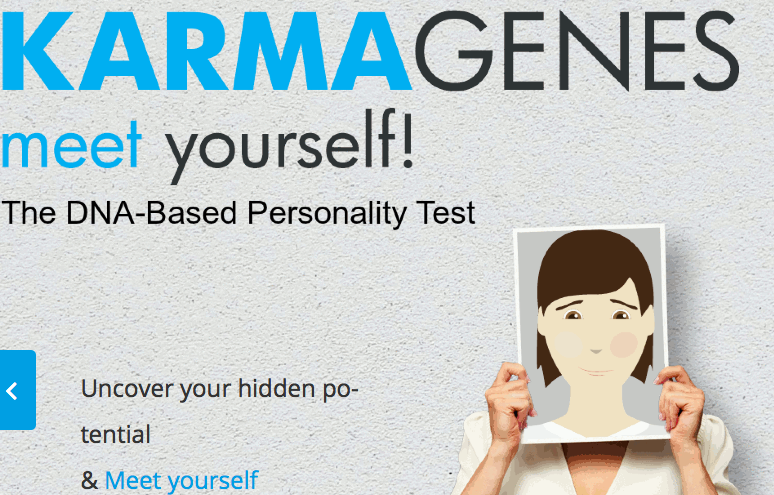 KARMAGENES
meet yourself!
The DNA-Based Personality Test
Uncover your hidden po-
tential
& Meet yourself